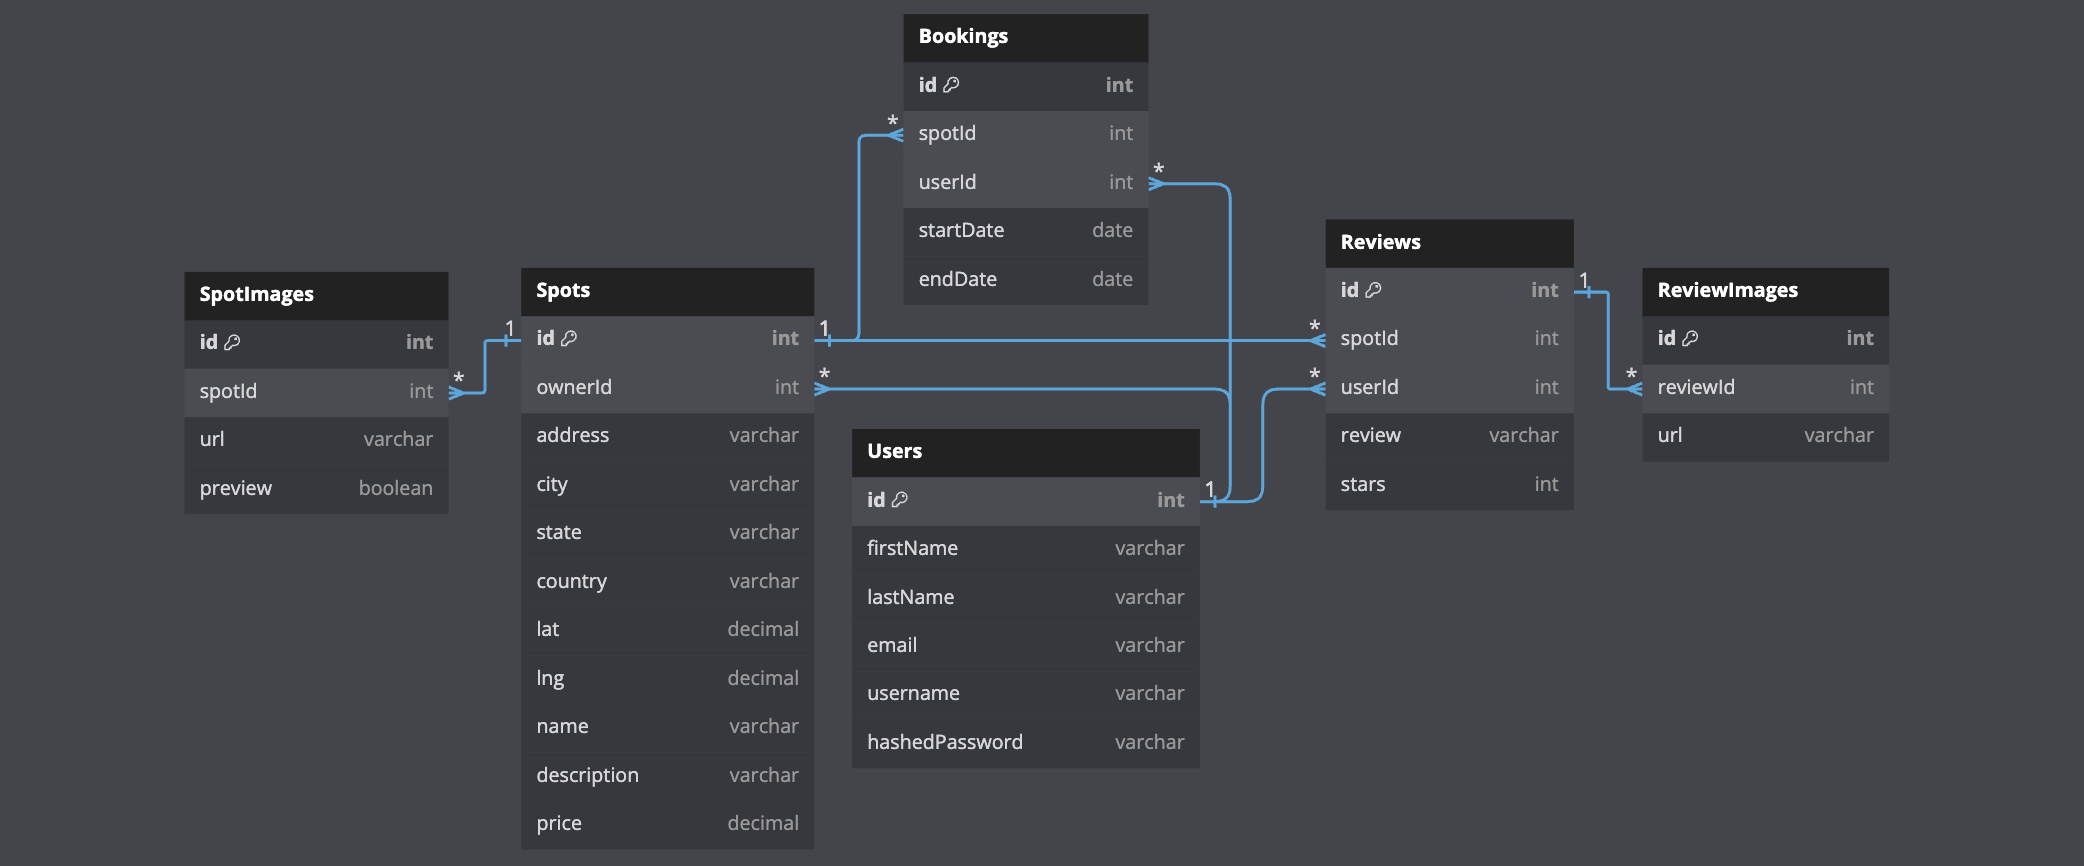 Bookings
id int
* spotId int
userId int *
startDate date
endDate date
SpotImages
id int
spotId int *
url varchar
preview boolean
Spots
1 id int 1
ownerId int *
address varchar
city varchar
state varchar
country varchar
lat decimal
lng decimal
name varchar
description varchar
price decimal
Users
id int 1
firstName varchar
lastName varchar
email varchar
username varchar
hashedPassword varchar
Reviews
id int 1
* spotId int
* userId int
review varchar
stars int
ReviewImages
id int
* reviewId int
url varchar